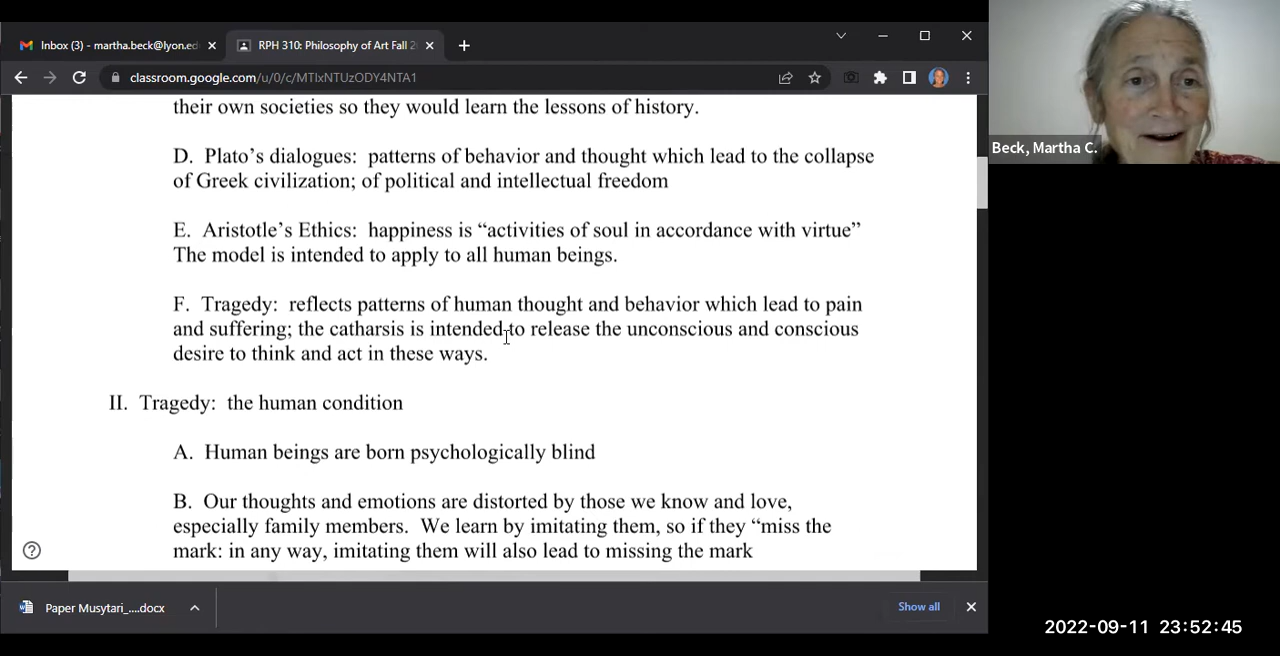 Inbox (3) - martha.beck@lyon.ed
RPH 310: Philosophy of Art Fall 2
classroom.google.com/u/0/c/MTIxNTUzODY4NTA1
Beck, Martha C.
their own societies so they would learn the lessons of history.
D. Plato's dialogues: patterns of behavior and thought which lead to the collapse
of Greek civilization; of political and intellectual freedom
E. Aristotle's Ethics: happiness is “activities of soul in accordance with virtue”
The model is intended to apply to all human beings.
F. Tragedy: reflects patterns of human thought and behavior which lead to pain
and suffering; the catharsis is intended to release the unconscious and conscious
desire to think and act in these ways.
II. Tragedy: the human condition
A. Human beings are born psychologically blind
B. Our thoughts and emotions are distorted by those we know and love,
especially family members. We learn by imitating them, so if they “miss the
mark: in any way, imitating them will also lead to missing the mark
Paper Musytari_....docx
Show all
2022-09-11 23:52:45